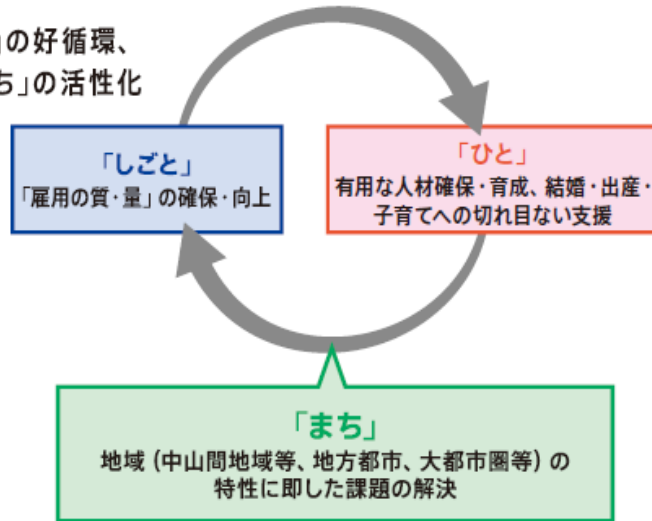 の好循環、
ち」の活性化
「しごと」
「雇用の質・量」の確保・向上
「ひと」
有用な人材確保・育成、結婚・出産・
子育てへの切れ目ない支援
「まち」
地域(中山間地域等、地方都市、大都市圏等)の
特性に即した課題の解決